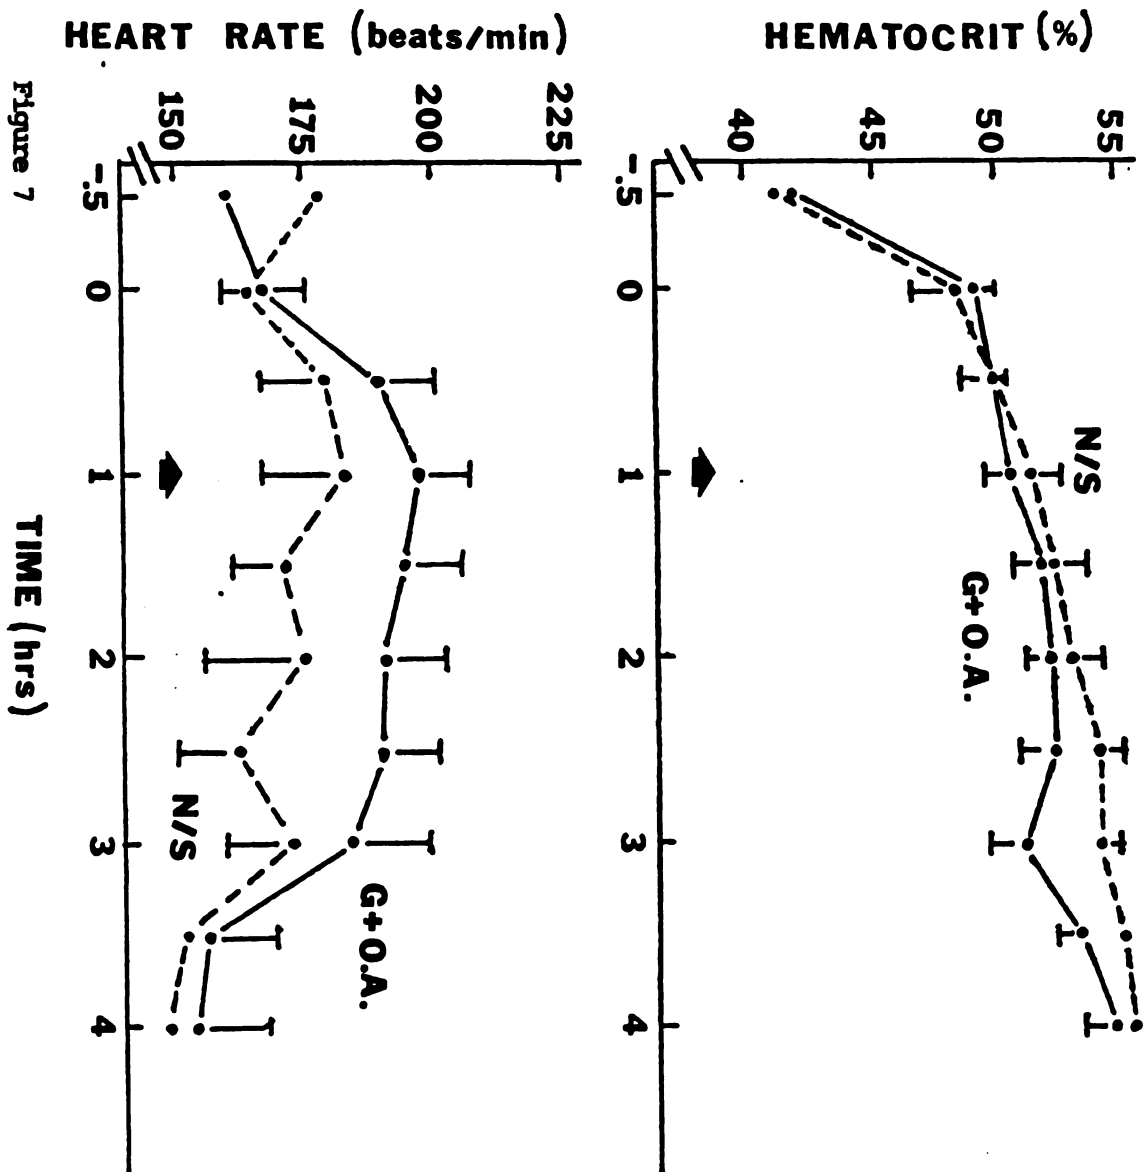 HEMATOCRIT (%)
55
50
45
40
N/S
G+O.A.
-.5 0 1 2 3 4
HEART RATE (beats/min)
225
200
175
150
G+O.A.
N/S
-.5 0 1 2 3 4
TIME (hrs)
Figure 7